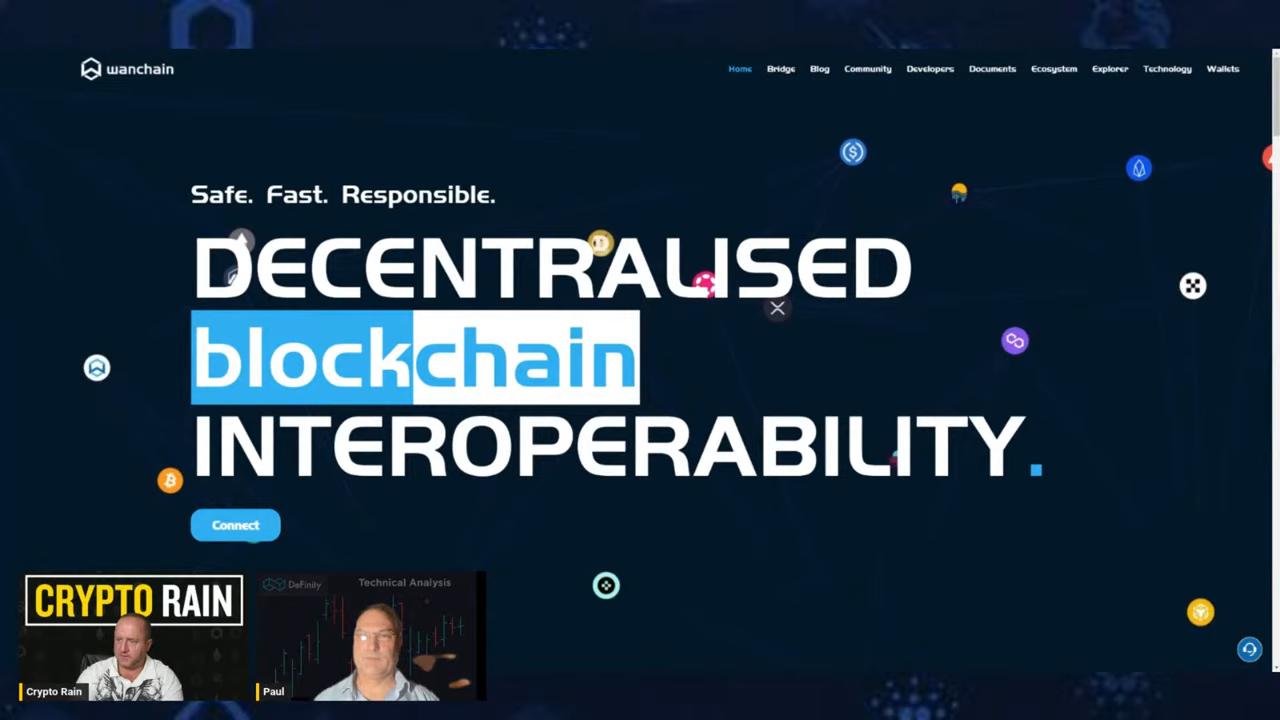 wanchain
Home Bridge Blog Community Developers Documents Ecosystem Explorer Technology Wallets
Safe. Fast. Responsible.
DECENTRALISED
blockchain
INTEROPERABILITY.
Connect
CRYPTO RAIN
Crypto Rain
DeFinity
Technical Analysis
Paul